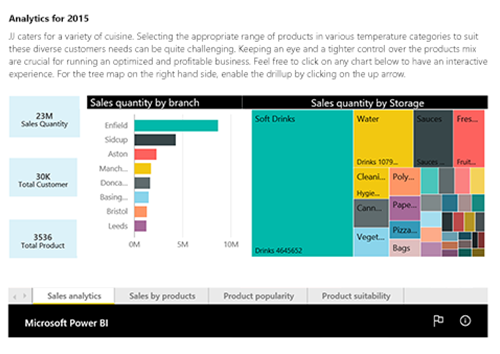 Analytics for 2015
JJ caters for a variety of cuisine. Selecting the appropriate range of products in various temperature categories to suit
these diverse customers needs can be quite challenging. Keeping an eye and a tighter control over the products mix
are crucial for running an optimized and profitable business. Feel free to click on any chart below to have an interactive
experience. For the tree map on the right hand side, enable the drillup by clicking on the up arrow.
23M
Sales Quantity
30K
Total Customer
3536
Total Product
Sales quantity by branch
Enfield
Sidcup
Aston
Manch...
Donca...
Basing...
Bristol
Leeds
0M 5M 10M
Sales quantity by Storage
Soft Drinks
Drinks 4645652
Water
Drinks 1079...
Sauces
Sauces ...
Fres...
Fruit...
Cleani...
Hygie...
Poly...
Cann...
Pape...
Veget...
Pizza...
Bags
Sales analytics Sales by products Product popularity Product suitability
Microsoft Power BI